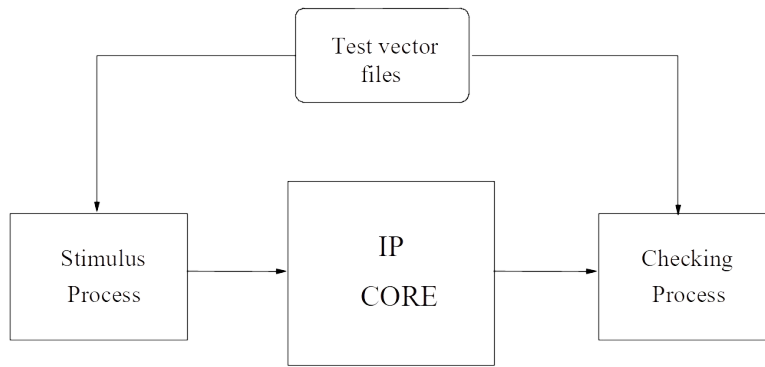 Test vector
files
Stimulus
Process
IP
CORE
Checking
Process